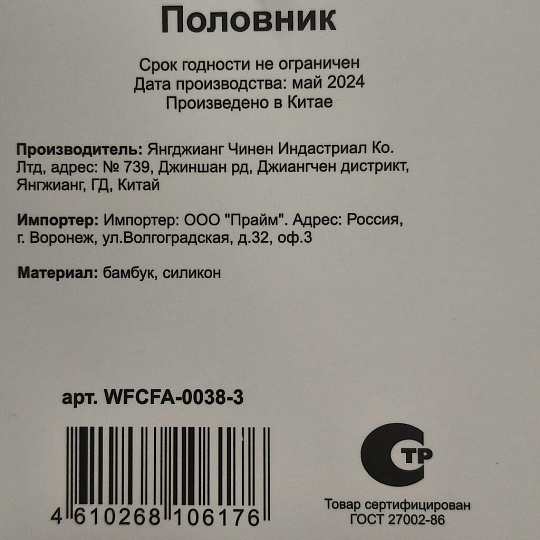 Половник
Срок годности не ограничен
Дата производства: май 2024
Произведено в Китае
Производитель: Янгджианг Чинен Индастриал Ко.
Лтд, адрес: № 739, Джиншан рд, Джиангчен дистрикт,
Янгжианг, ГД, Китай
Импортер: Импортер: ООО "Прайм". Адрес: Россия,
г. Воронеж, ул.Волгоградская, д.32, оф.3
Материал: бамбук, силикон
арт. WFCFA-0038-3
4 610268 106176
СТР
Товар сертифицирован
ГОСТ 27002-86